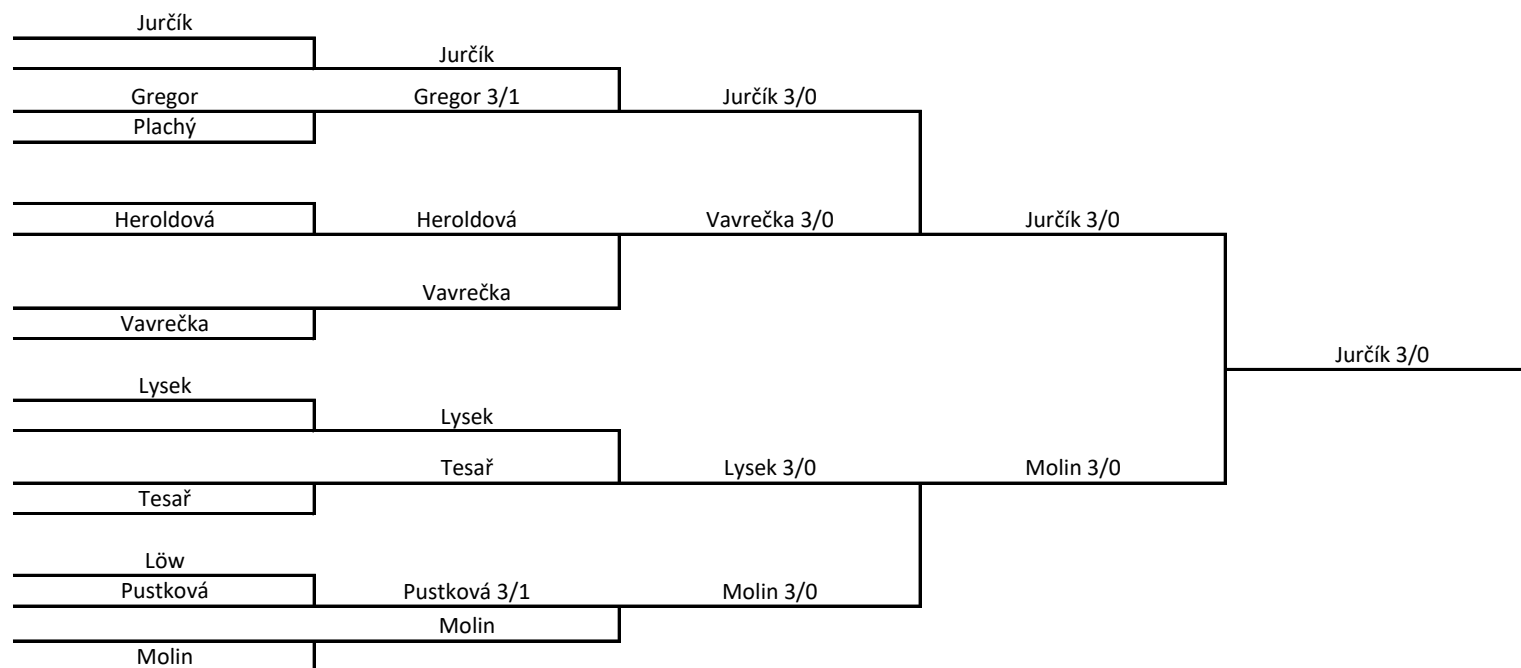 Jurčík
Jurčík
Gregor Gregor 3/1 Jurčík 3/0
Plachý
Heroldová Heroldová Vavrečka 3/0 Jurčík 3/0
Vavrečka
Vavrečka
Jurčík 3/0
Lysek
Lysek
Tesař Lysek 3/0 Molin 3/0
Tesař
Löw
Pustková Pustková 3/1 Molin 3/0
Molin
Molin